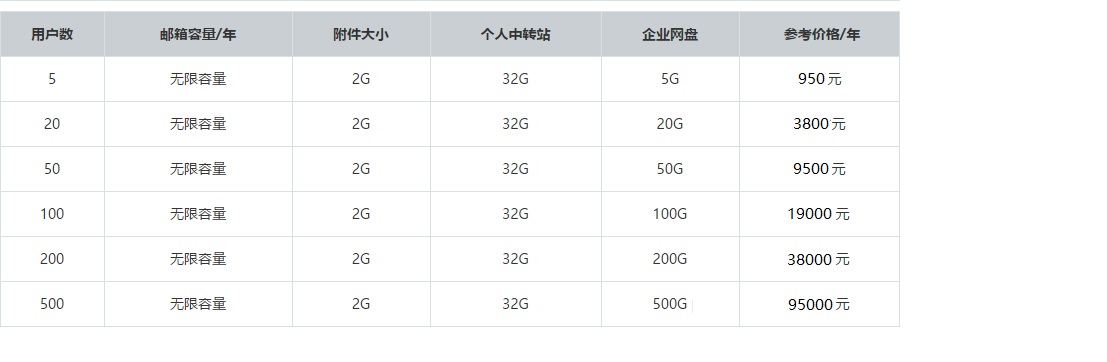 用户数 邮箱容量/年 附件大小 个人中转站 企业网盘 参考价格/年
5 无限容量 2G 32G 5G 950元
20 无限容量 2G 32G 20G 3800元
50 无限容量 2G 32G 50G 9500元
100 无限容量 2G 32G 100G 19000元
200 无限容量 2G 32G 200G 38000元
500 无限容量 2G 32G 500G 95000元